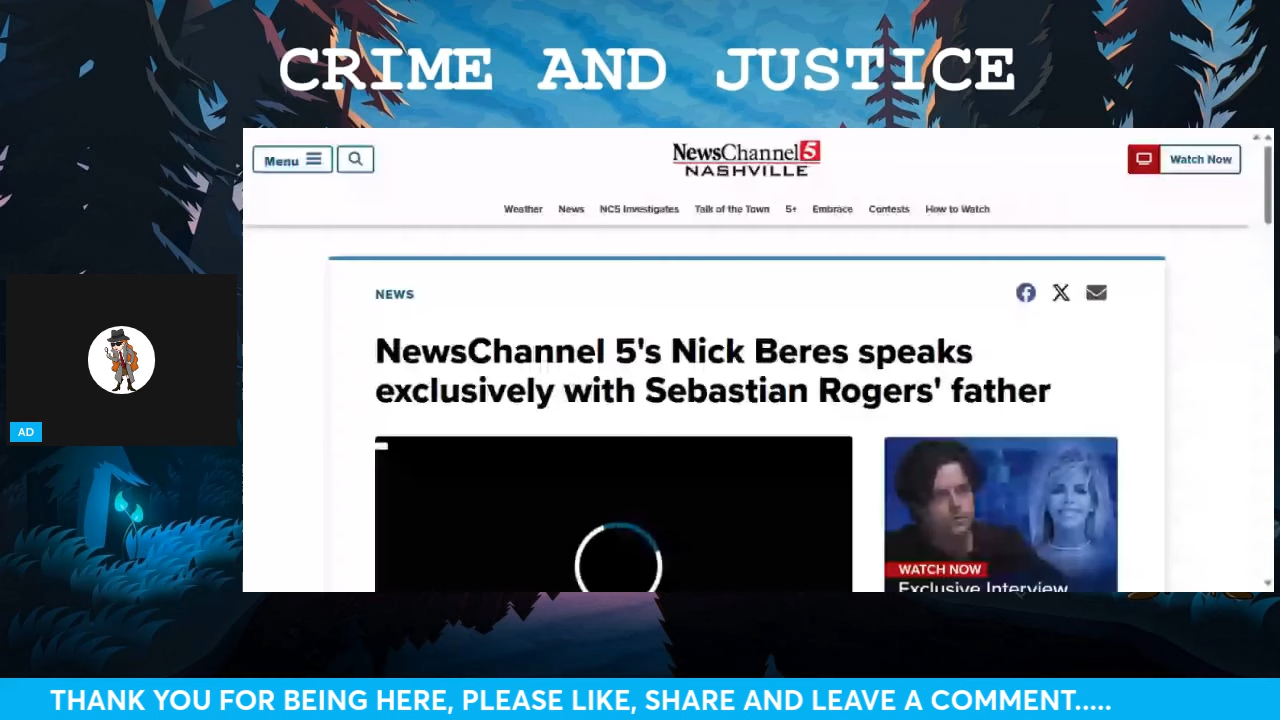 CRIME AND JUSTICE
Menu
NewsChannel 5
NASHVILLE
Watch Now
Weather News NC5 Investigates Talk of the Town 5+ Embrace Contests How to Watch
NEWS
NewsChannel 5's Nick Beres speaks
exclusively with Sebastian Rogers' father
AD
WATCH NOW
Exclusive Interview
THANK YOU FOR BEING HERE, PLEASE LIKE, SHARE AND LEAVE A COMMENT.....